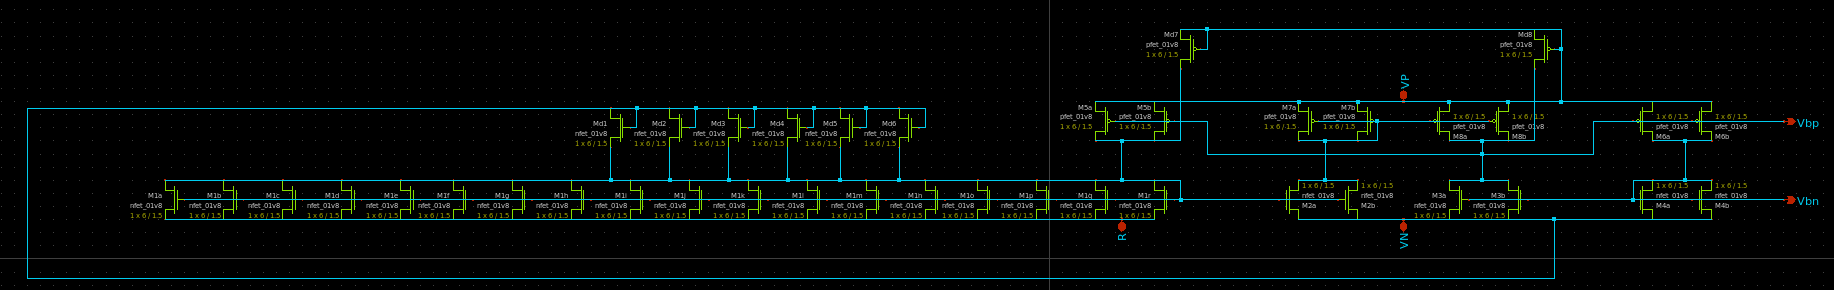 Md7
pfet_01v8
1 x 6 / 1.5
Md8
pfet_01v8
1 x 6 / 1.5
VP
M5a
pfet_01v8
1 x 6 / 1.5
M5b
pfet_01v8
1 x 6 / 1.5
M7a
pfet_01v8
1 x 6 / 1.5
M7b
pfet_01v8
1 x 6 / 1.5
1 x 6 / 1.5
pfet_01v8
M8a
1 x 6 / 1.5
pfet_01v8
M8b
1 x 6 / 1.5
pfet_01v8
M6a
1 x 6 / 1.5
pfet_01v8
M6b
Vbp
Md1
nfet_01v8
1 x 6 / 1.5
Md2
nfet_01v8
1 x 6 / 1.5
Md3
nfet_01v8
1 x 6 / 1.5
Md4
nfet_01v8
1 x 6 / 1.5
Md5
nfet_01v8
1 x 6 / 1.5
Md6
nfet_01v8
1 x 6 / 1.5
M1a
nfet_01v8
1 x 6 / 1.5
M1b
nfet_01v8
1 x 6 / 1.5
M1c
nfet_01v8
1 x 6 / 1.5
M1d
nfet_01v8
1 x 6 / 1.5
M1e
nfet_01v8
1 x 6 / 1.5
M1f
nfet_01v8
1 x 6 / 1.5
M1g
nfet_01v8
1 x 6 / 1.5
M1h
nfet_01v8
1 x 6 / 1.5
M1i
nfet_01v8
1 x 6 / 1.5
M1j
nfet_01v8
1 x 6 / 1.5
M1k
nfet_01v8
1 x 6 / 1.5
M1l
nfet_01v8
1 x 6 / 1.5
M1m
nfet_01v8
1 x 6 / 1.5
M1n
nfet_01v8
1 x 6 / 1.5
M1o
nfet_01v8
1 x 6 / 1.5
M1p
nfet_01v8
1 x 6 / 1.5
M1q
nfet_01v8
1 x 6 / 1.5
M1r
nfet_01v8
1 x 6 / 1.5
1 x 6 / 1.5
nfet_01v8
M2a
1 x 6 / 1.5
nfet_01v8
M2b
M3a
nfet_01v8
1 x 6 / 1.5
M3b
nfet_01v8
1 x 6 / 1.5
1 x 6 / 1.5
nfet_01v8
M4a
1 x 6 / 1.5
nfet_01v8
M4b
Vbn
R
VN